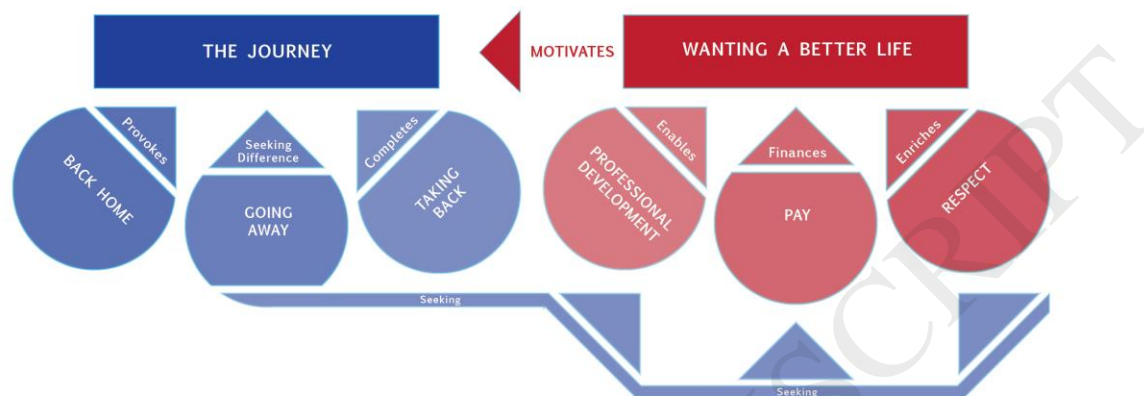 THE JOURNEY
MOTIVATES
WANTING A BETTER LIFE
Provokes
BACK HOME
Seeking
Difference
GOING
AWAY
Completes
TAKING
BACK
Enables
PROFESSIONAL
DEVELOPMENT
Finances
PAY
Enriches
RESPECT
Seeking
Seeking
SCRIPT